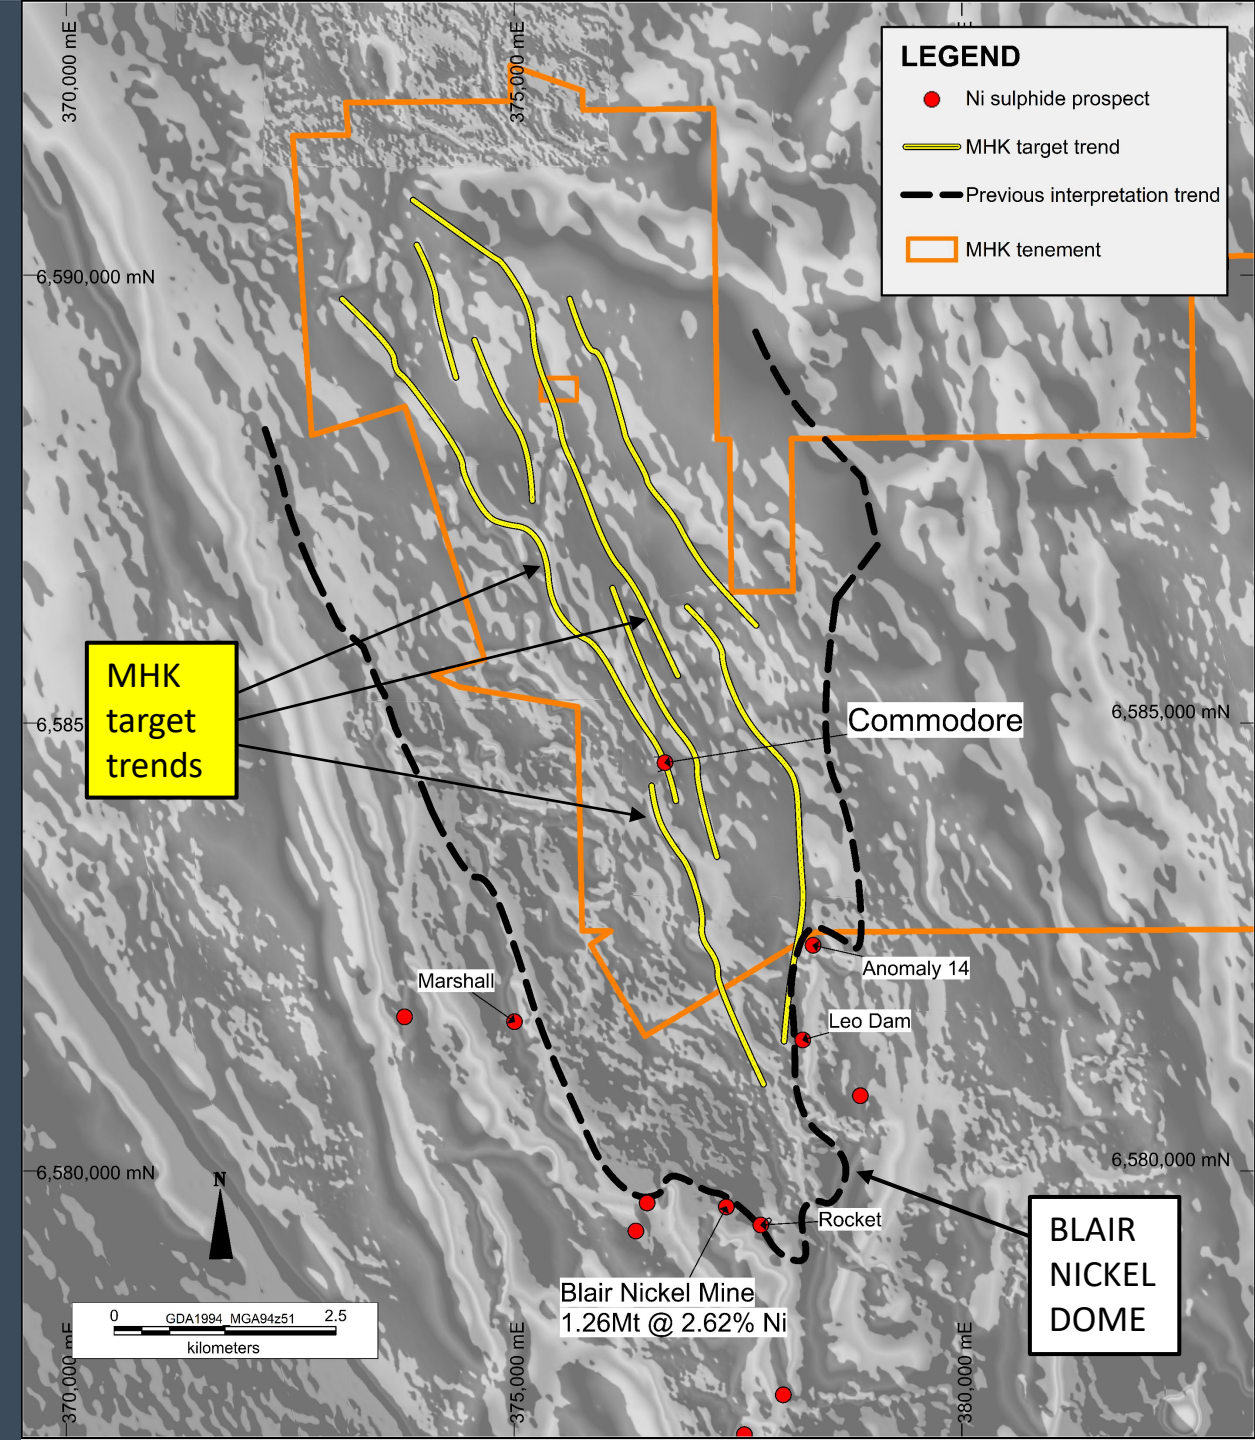 370,000 mE
375,000 mE
LEGEND
Ni sulphide prospect
MHK target trend
Previous interpretation trend
MHK tenement
6,590,000 mN
MHK
target
trends
6,585
6,585,000 mN
Commodore
Anomaly 14
Marshall
Leo Dam
6,580,000 mN
6,580,000 mN
N
Rocket
BLAIR
NICKEL
DOME
Blair Nickel Mine
1.26Mt @ 2.62% Ni
0 GDA1994_MGA94z51 2.5
kilometers
370,000 mE
375,000 mE
380,000 mE